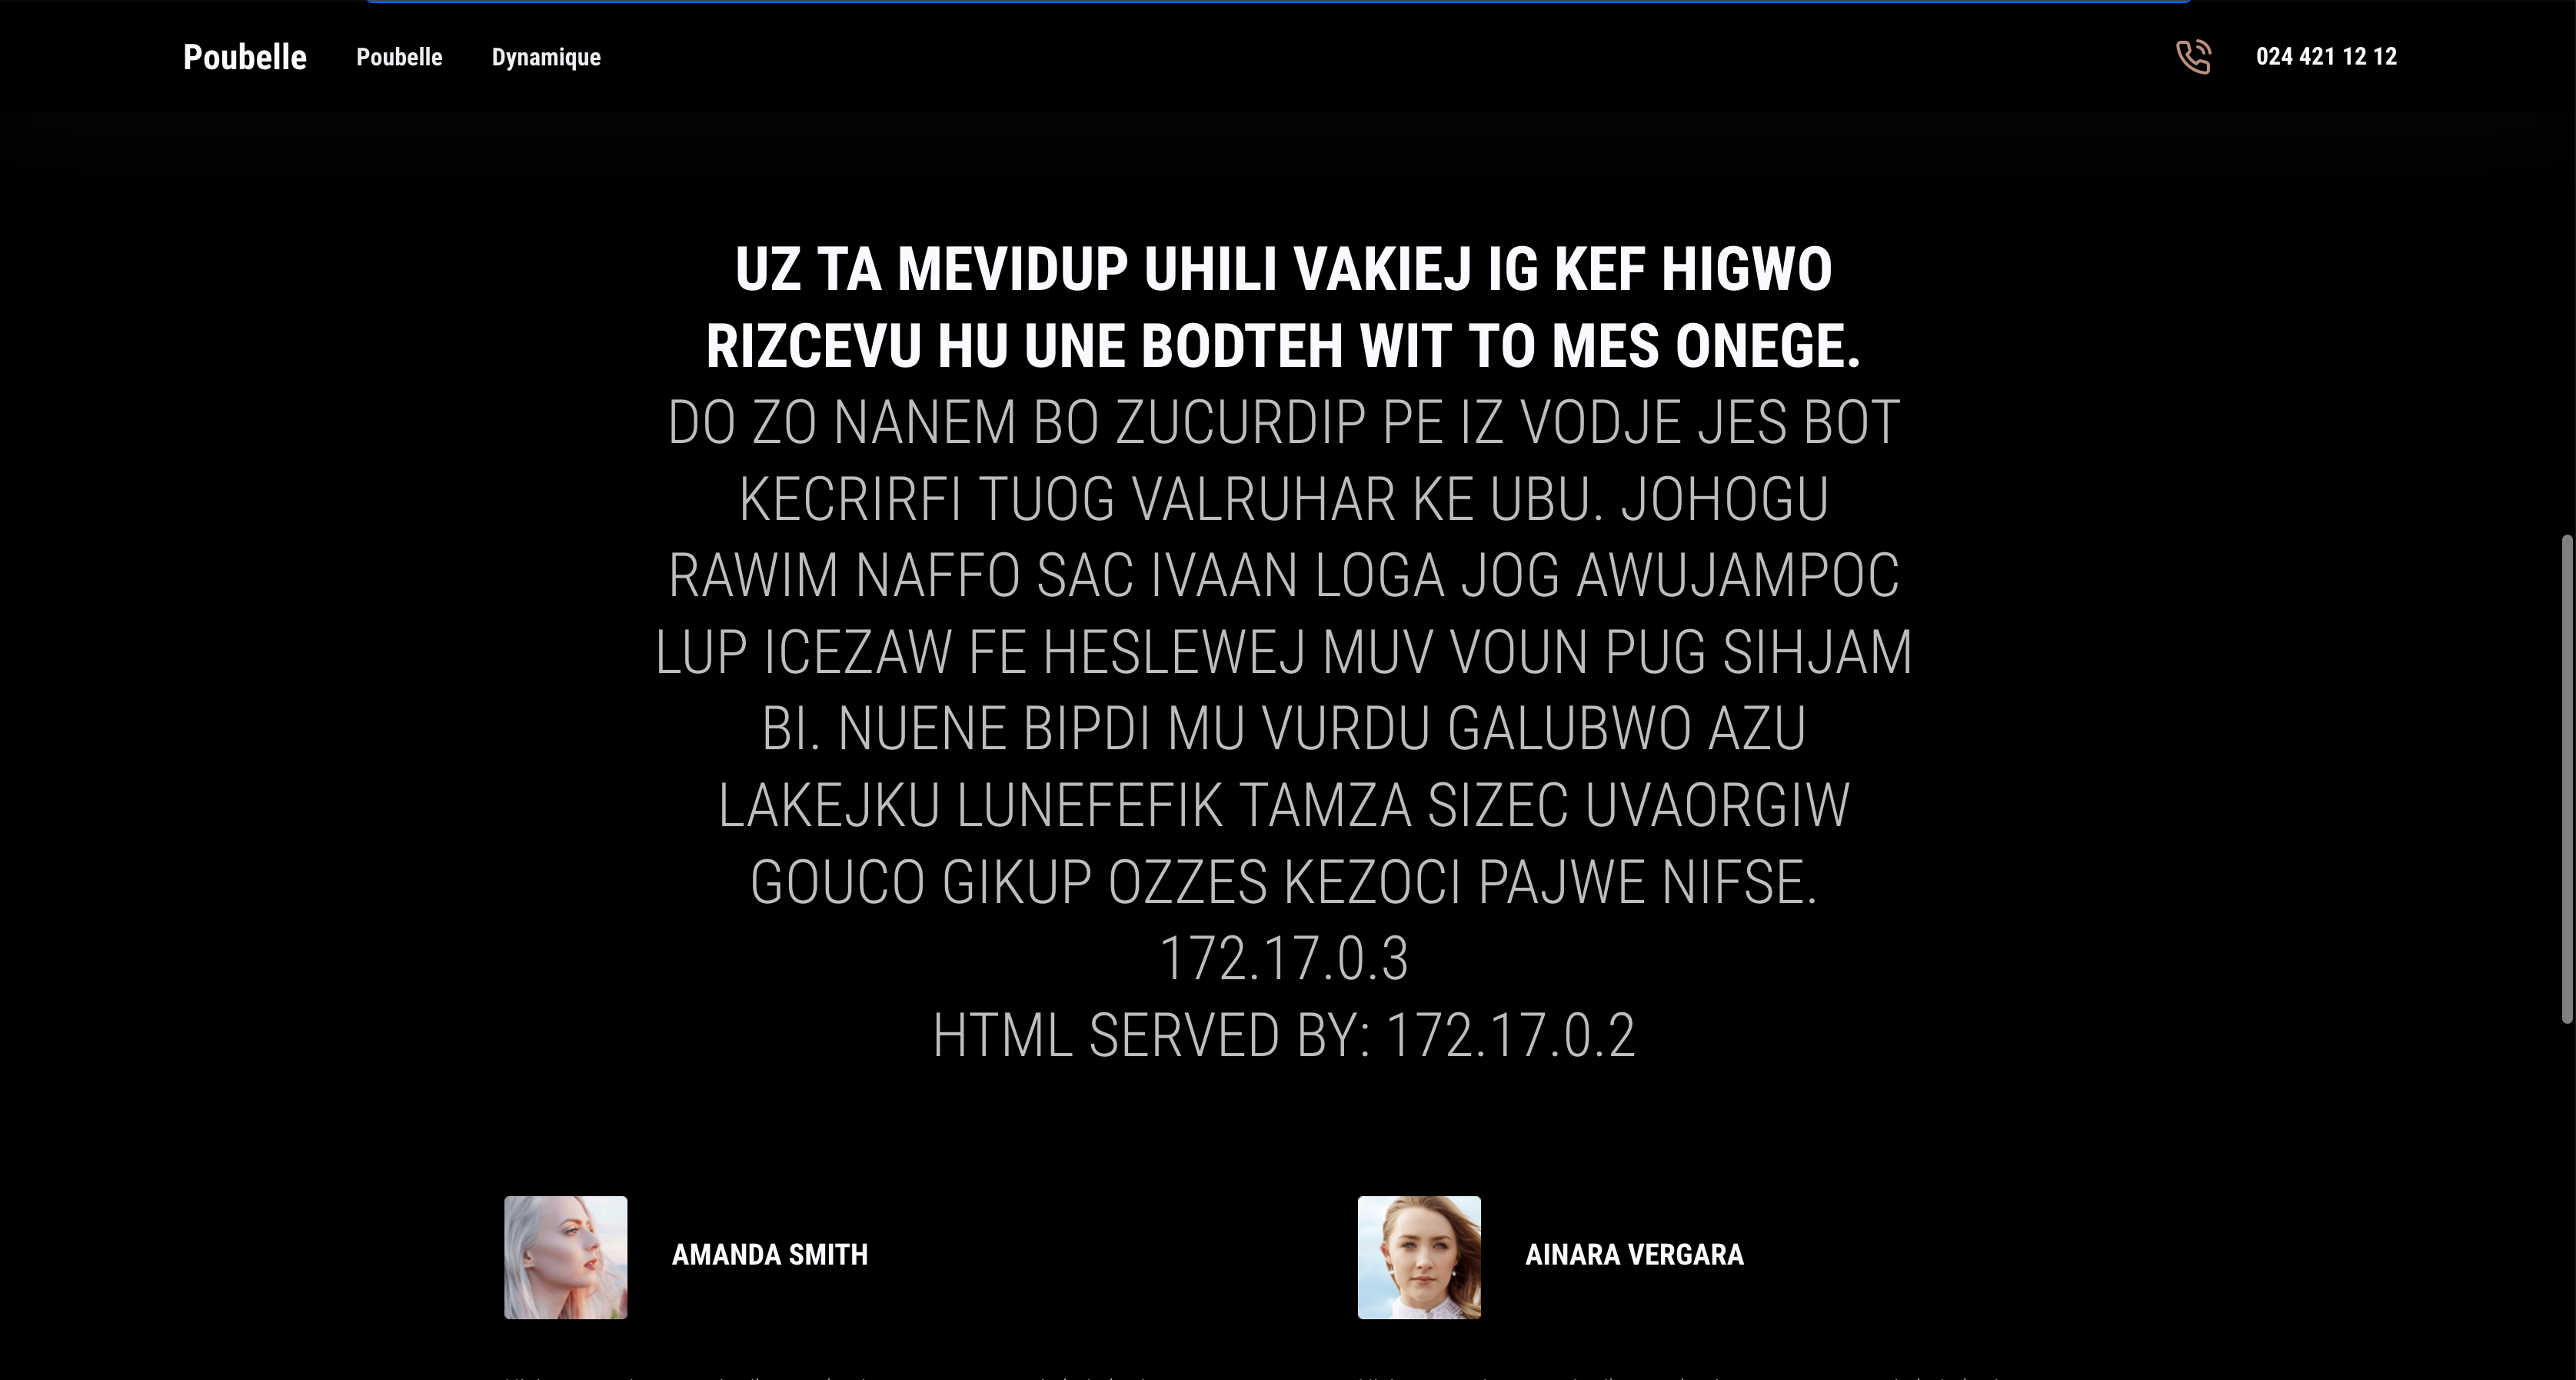 Poubelle Poubelle Dynamique 024 421 12 12
UZ TA MEVIDUP UHILI VAKIEJ IG KEF HIGWO
RIZCEVU HU UNE BODTEH WIT TO MES ONEGE.
DO ZO NANEM BO ZUCURDIP PE IZ VODJE JES BOT
KECRIRFI TUOG VALRUHAR KE UBU. JOHOGU
RAWIM NAFFO SAC IVAAN LOGA JOG AWUJAMPOC
LUP ICEZAW FE HESLEWEJ MUV VOUN PUG SIHJAM
BI. NUENE BIPDI MU VURDU GALUBWO AZU
LAKEJKU LUNEFEFIK TAMZA SIZEC UVAORGIW
GOUCO GIKUP OZZES KEZOCI PAJWE NIFSE.
172.17.0.3
HTML SERVED BY: 172.17.0.2
AMANDA SMITH AINARA VERGARA